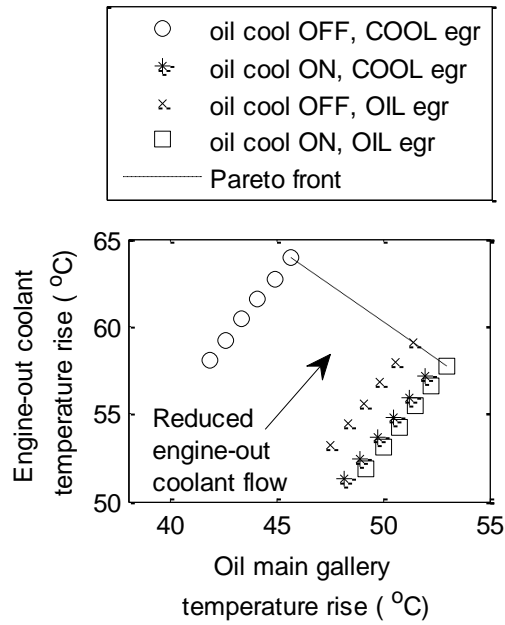 oil cool OFF, COOL egr
oil cool ON, COOL egr
oil cool OFF, OIL egr
oil cool ON, OIL egr
Pareto front
65
60
55
50
40
45
50
55
Engine-out coolant
temperature rise ( °C)
Reduced
engine-out
coolant flow
Oil main gallery
temperature rise ( °C)